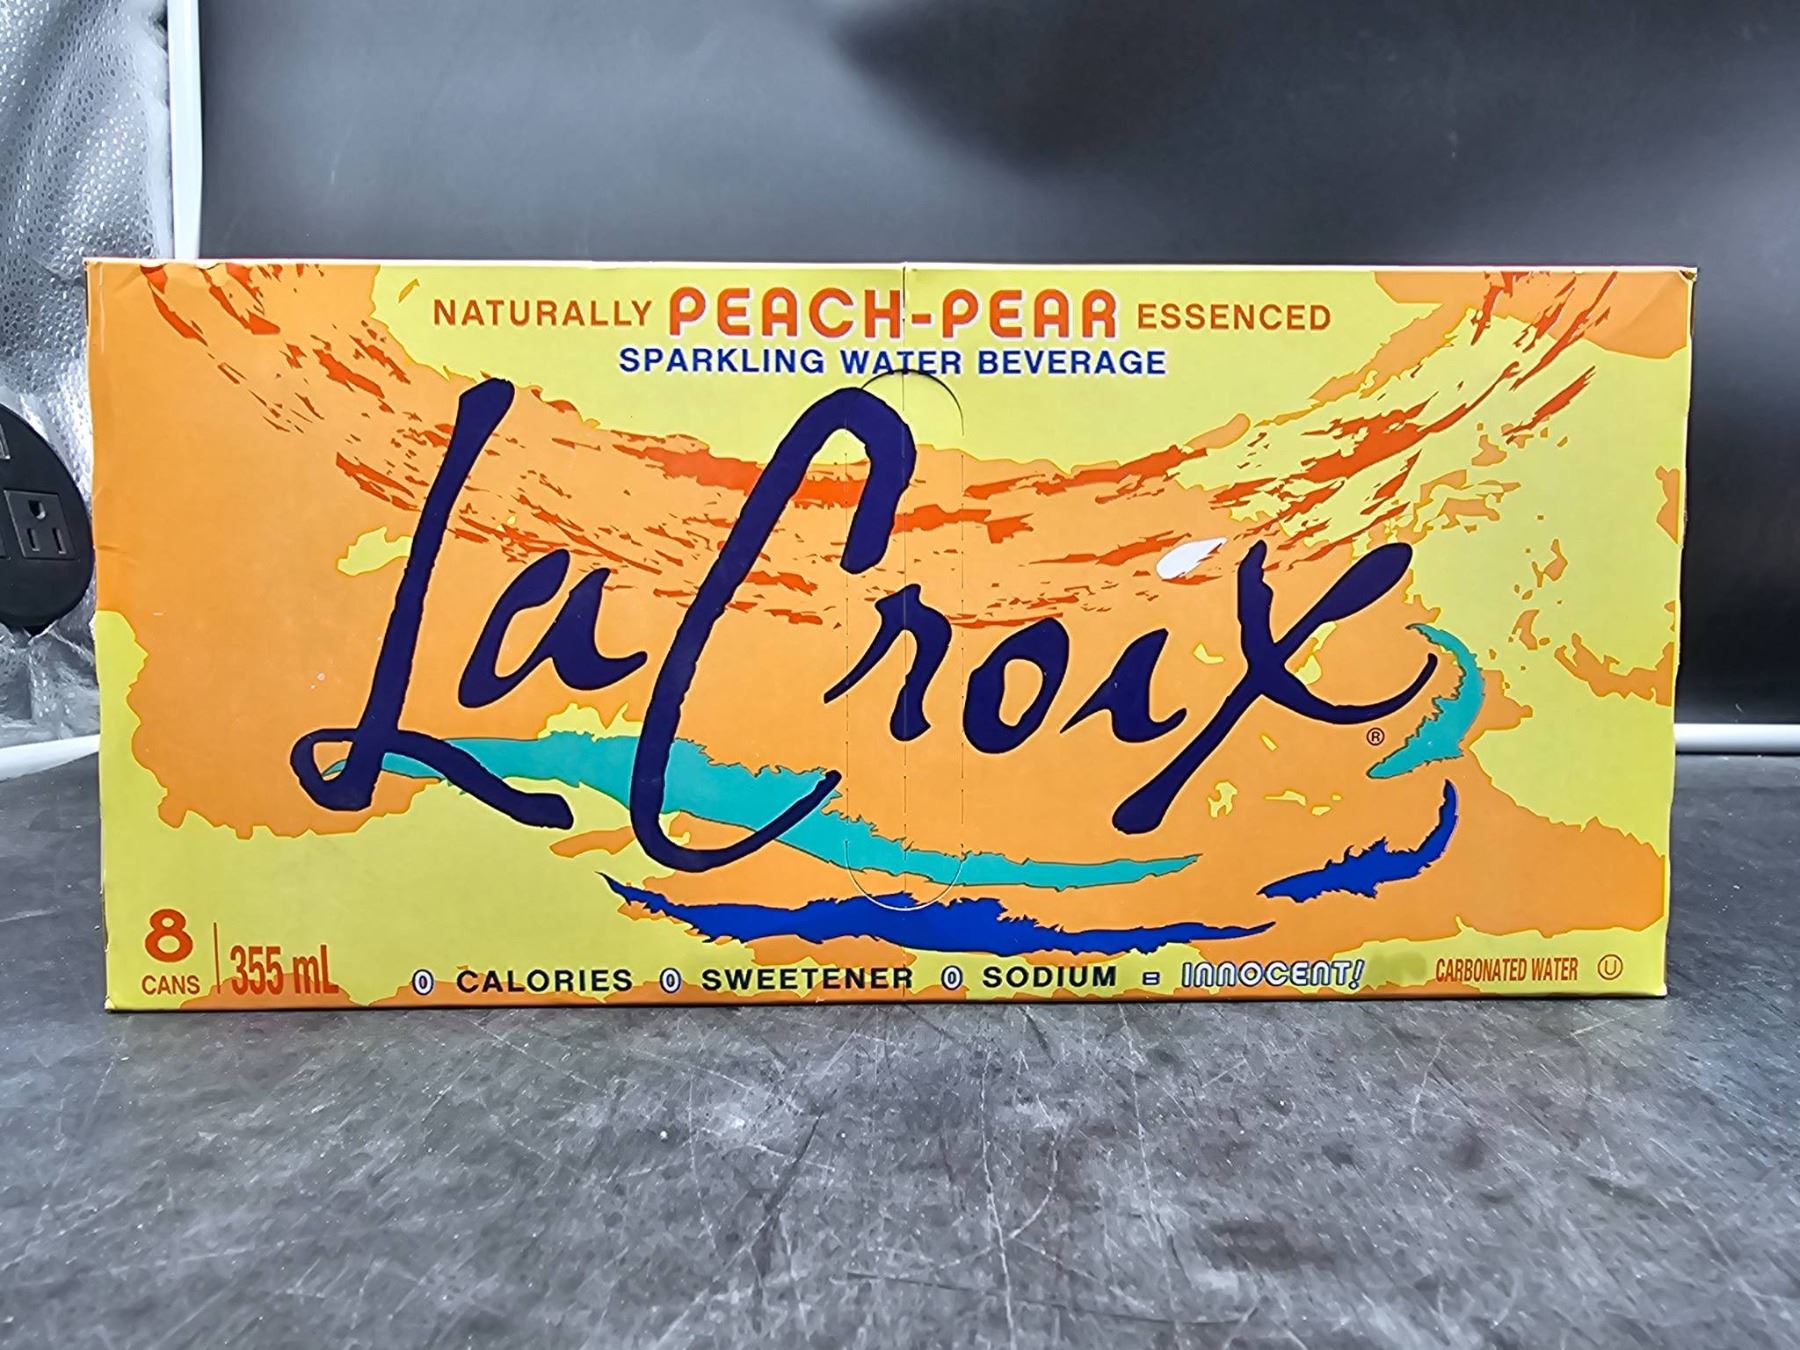 NATURALLY PEACH-PEAR ESSENCED
SPARKLING WATER BEVERAGE
LaCroix®
8 CANS | 355 mL
0 CALORIES 0 SWEETENER 0 SODIUM = INNOCENT!
CARBONATED WATER U